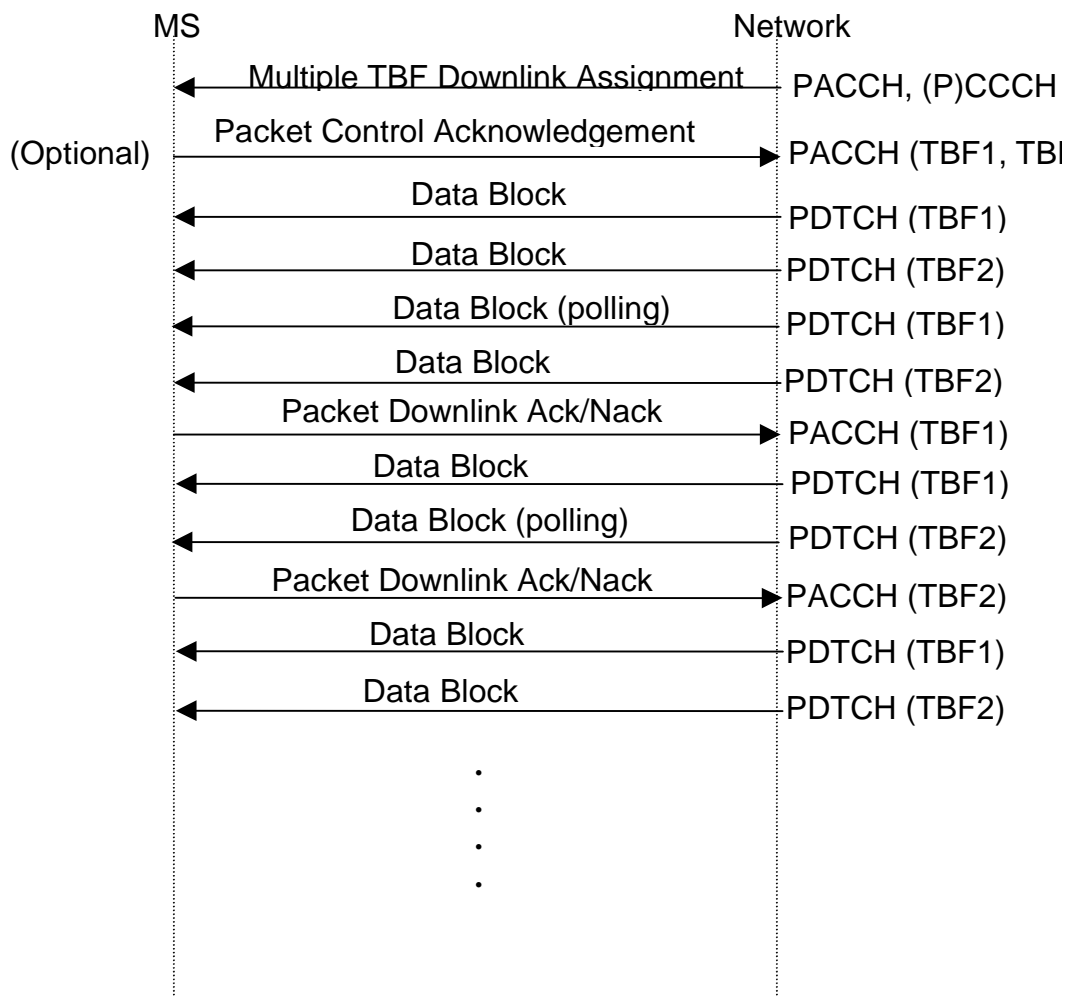 MS Network
Multiple TBF Downlink Assignment PACCH, (P)CCCH
(Optional) Packet Control Acknowledgement PACCH (TBF1,
Data Block PDTCH (TBF1)
Data Block PDTCH (TBF2)
Data Block (polling) PDTCH (TBF1)
Data Block PDTCH (TBF2)
Packet Downlink Ack/Nack PACCH (TBF1)
Data Block PDTCH (TBF1)
Data Block (polling) PDTCH (TBF2)
Packet Downlink Ack/Nack PACCH (TBF2)
Data Block PDTCH (TBF1)
Data Block PDTCH (TBF2)